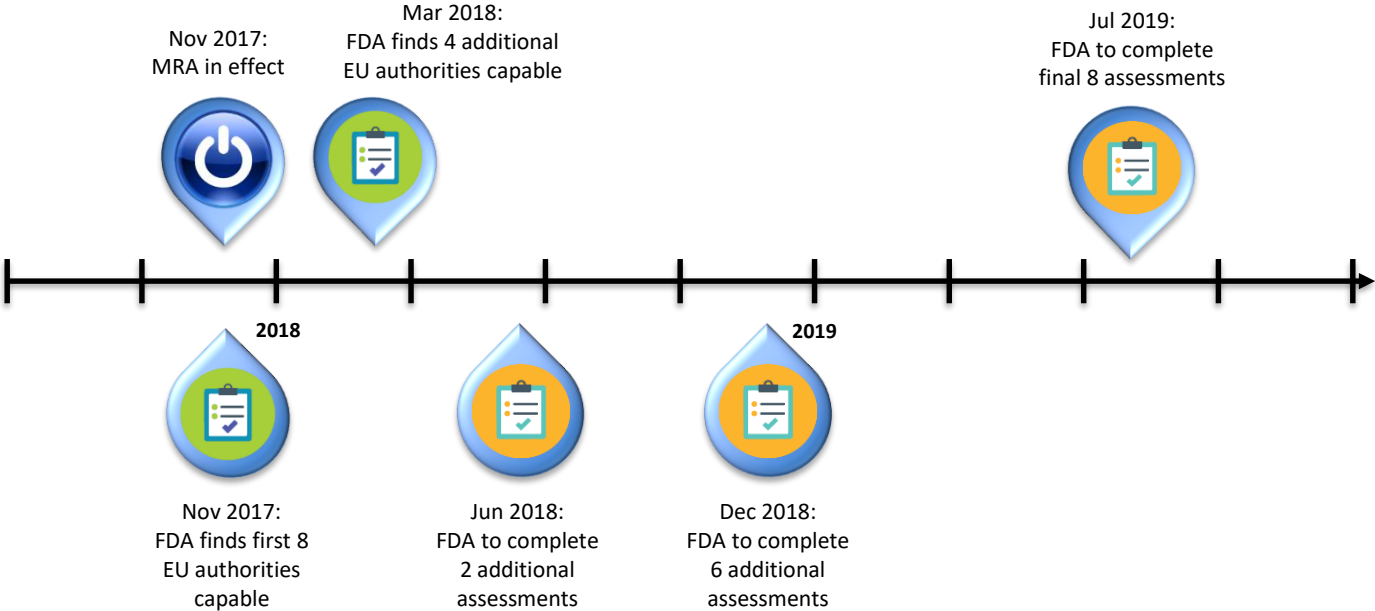 Nov 2017:
MRA in effect
Mar 2018:
FDA finds 4 additional
EU authorities capable
Jul 2019:
FDA to complete
final 8 assessments
2018
2019
Nov 2017:
FDA finds first 8
EU authorities
capable
Jun 2018:
FDA to complete
2 additional
assessments
Dec 2018:
FDA to complete
6 additional
assessments